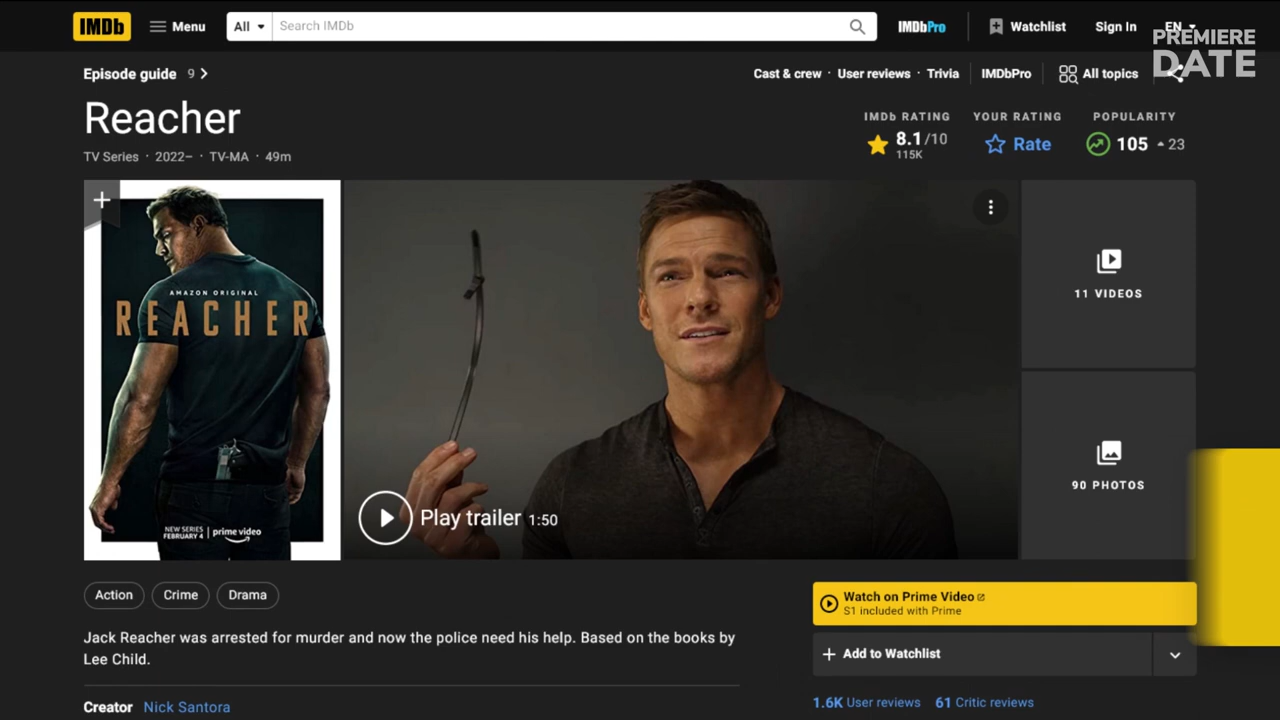 IMDb Menu All Search IMDb IMDbPro Watchlist Sign In EN
PREMIERE
DATE
Episode guide 9 Cast & crew · User reviews · Trivia IMDbPro All topics
Reacher
TV Series · 2022– · TV-MA · 49m
IMDb RATING YOUR RATING POPULARITY
8.1/10 Rate 105 23
115K
AMAZON ORIGINAL
REACHER
NEW SERIES
FEBRUARY 4
prime video
Play trailer 1:50
11 VIDEOS
90 PHOTOS
Action Crime Drama
Jack Reacher was arrested for murder and now the police need his help. Based on the books by
Lee Child.
Creator Nick Santora
Watch on Prime Video
S1 included with Prime
+ Add to Watchlist
1.6K User reviews 61 Critic reviews